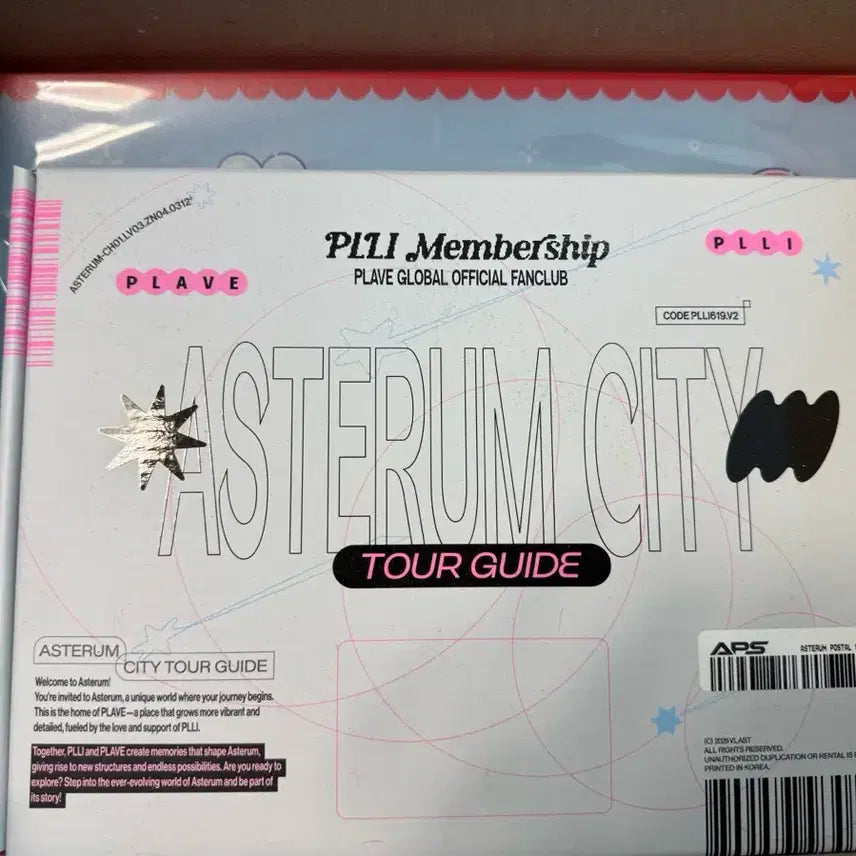 ASTERUM-CH01.LV03.ZN04.0312
PLAVE
PLLI Membership
PLAVE GLOBAL OFFICIAL FANCLUB
PLLI
CODE PLLI619.V2
ASTERUM CITY
TOUR GUIDE
ASTERUM
CITY TOUR GUIDE
Welcome to Asterum!
You're invited to Asterum, a unique world where your journey begins.
This is the home of PLAVE—a place that grows more vibrant and
detailed, fueled by the love and support of PLLI.
Together, PLLI and PLAVE create memories that shape Asterum,
giving rise to new structures and endless possibilities. Are you ready to
explore? Step into the ever-evolving world of Asterum and be part of
its story!
APS
ASTERUM POSTAL
(C) 2025 VLAST
ALL RIGHTS RESERVED.
UNAUTHORIZED DUPLICATION OR RENTAL IS
PRINTED IN KOREA.